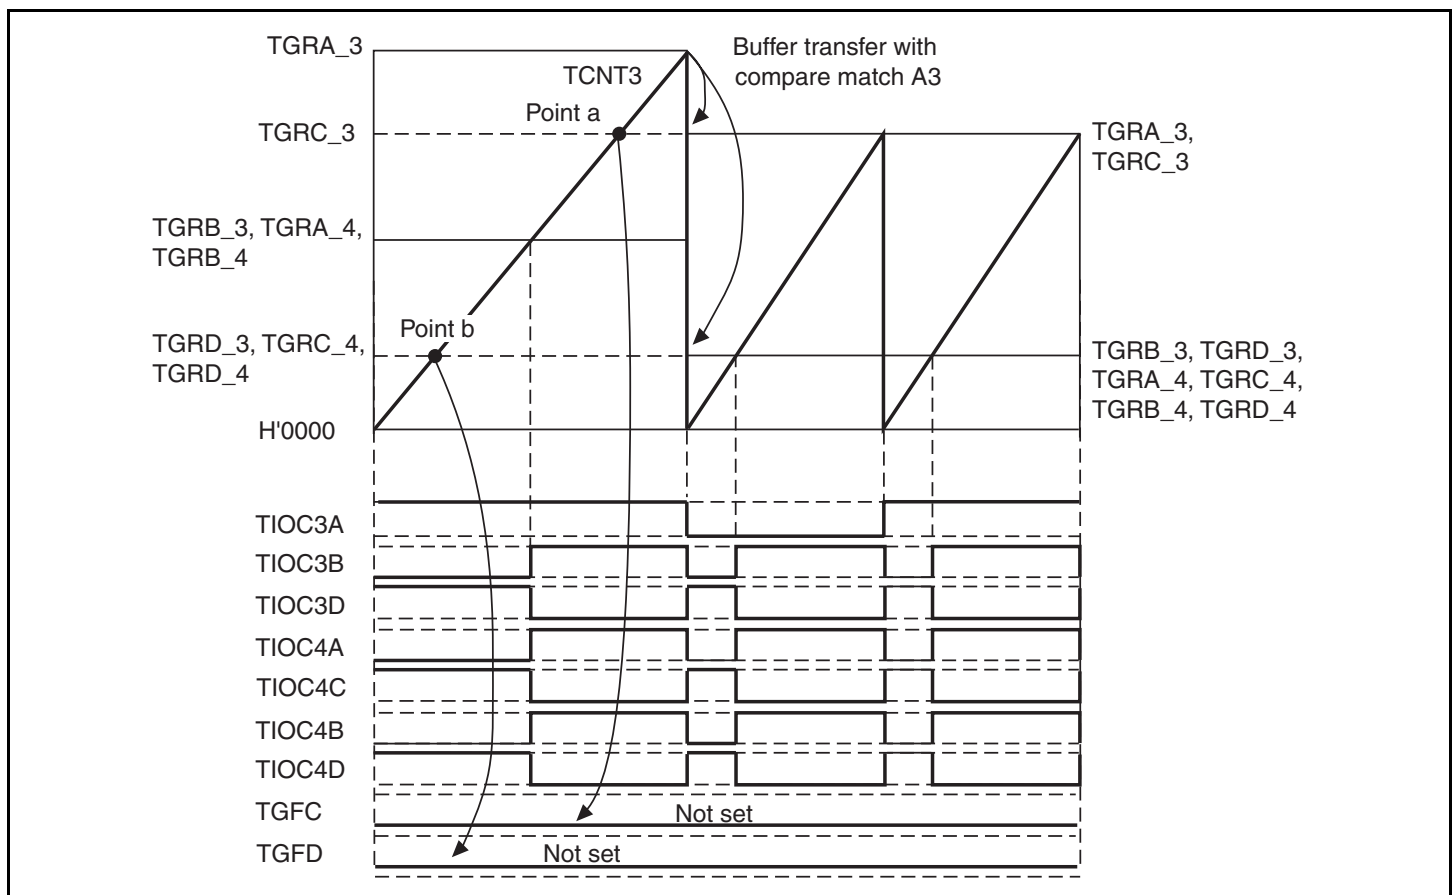 TGRA_3
TCNT3
Buffer transfer with
compare match A3
Point a
TGRC_3
TGRA_3,
TGRC_3
TGRB_3, TGRA_4,
TGRB_4
Point b
TGRD_3, TGRC_4,
TGRD_4
TGRB_3, TGRD_3,
TGRA_4, TGRC_4,
TGRB_4, TGRD_4
H'0000
TIOC3A
TIOC3B
TIOC3D
TIOC4A
TIOC4C
TIOC4B
TIOC4D
TGFC
Not set
TGFD
Not set